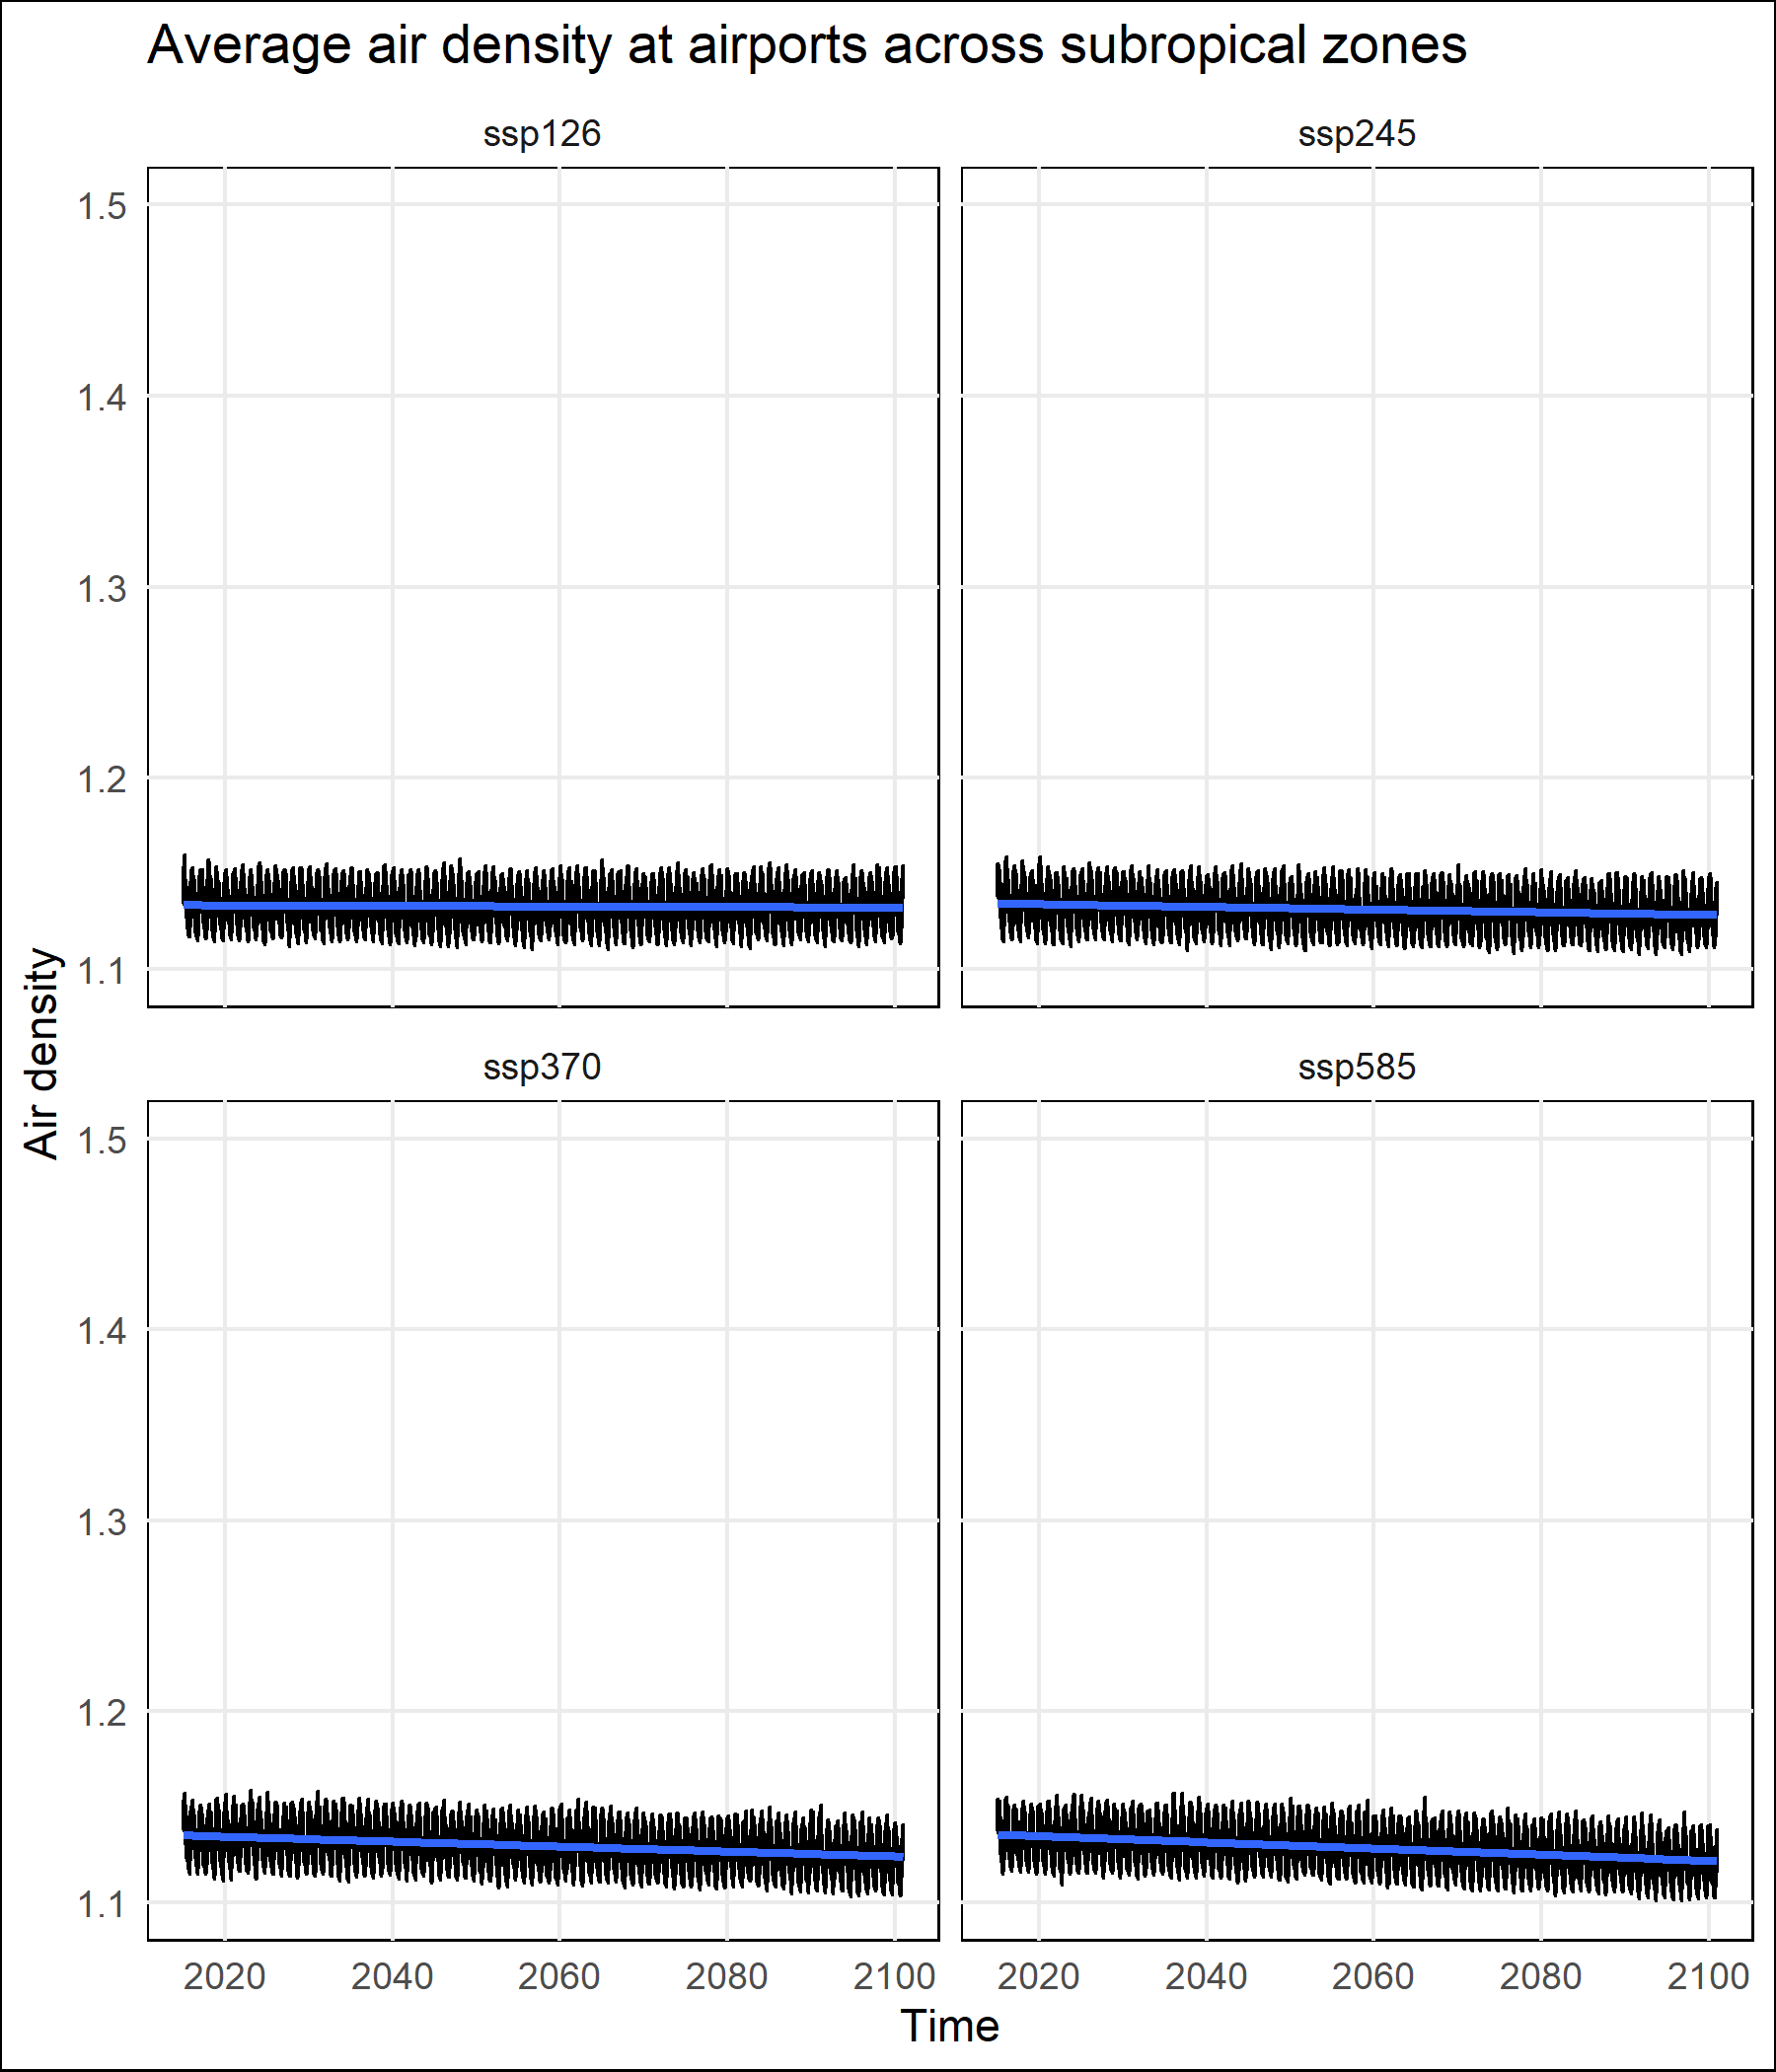 Average air density at airports across subropical zones
ssp126
ssp245
1.5
1.4
1.3
1.2
1.1
Air density
ssp370
ssp585
1.5
1.4
1.3
1.2
1.1
2020 2040 2060 2080 2100 2020 2040 2060 2080 2100
Time